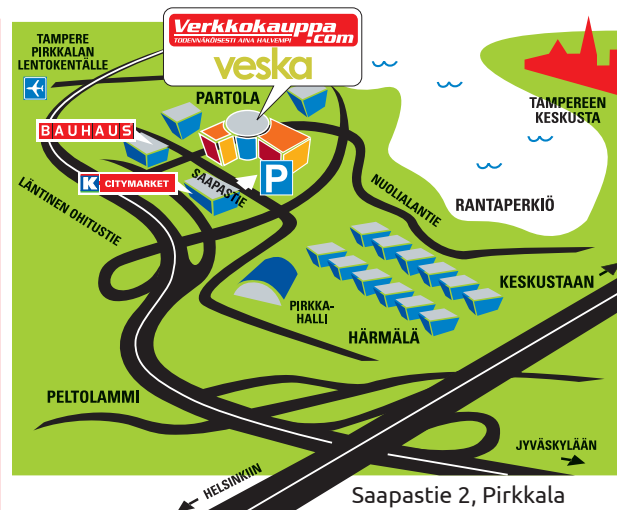 Verkkokauppa
.com
TODENNÄKÖISESTI AINA HALVEMPI
veska
TAMPERE
PIRKKALAN
LENTOKENTÄLLE
PARTOLA
TAMPEREEN
KESKUSTA
BAUHAUS
K CITYMARKET
SAAPASTIE
P
NUOLIALANTIE
RANTAPERKIÖ
LÄNTINEN OHITUSTIE
KESKUSTAAN
PIRKKA-
HALLI
HÄRMÄLÄ
PELTOLAMMI
JYVÄSKYLÄÄN
HELSINKIIN
Saapastie 2, Pirkkala